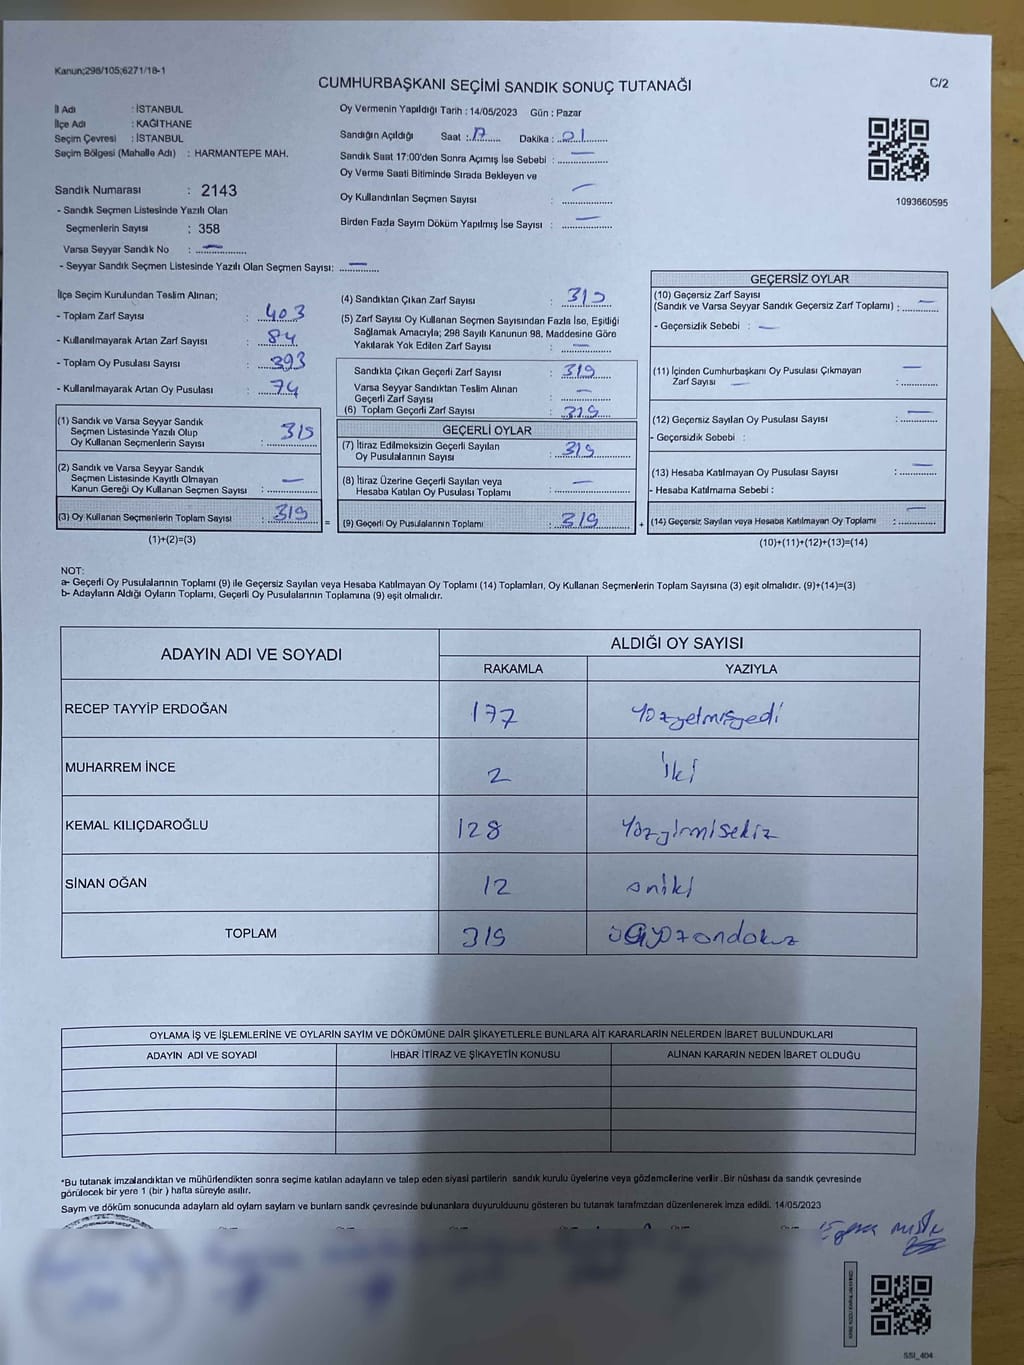 Kanun;298/105;6271/18-1
CUMHURBAŞKANI SEÇİMİ SANDIK SONUÇ TUTANAĞI
C/2
İl Adı : İSTANBUL
İlçe Adı : KAĞITHANE
Seçim Çevresi : İSTANBUL
Seçim Bölgesi (Mahalle Adı) : HARMANTEPE MAH.
Oy Vermenin Yapıldığı Tarih : 14/05/2023 Gün : Pazar
Sandığın Açıldığı Saat : 17 Dakika : 01
Sandık Saat 17:00'den Sonra Açımış İse Sebebi : —
Oy Verme Saati Bitiminde Sırada Bekleyen ve
Oy Kullandırılan Seçmen Sayısı : —
Birden Fazla Sayım Döküm Yapılmış İse Sayısı : —
1093660595
Sandık Numarası : 2143
- Sandık Seçmen Listesinde Yazılı Olan
Seçmenlerin Sayısı : 358
Varsa Seyyar Sandık No : —
- Seyyar Sandık Seçmen Listesinde Yazılı Olan Seçmen Sayısı: —
İlçe Seçim Kurulundan Teslim Alınan;
- Toplam Zarf Sayısı : 403
- Kullanılmayarak Artan Zarf Sayısı : 84
- Toplam Oy Pusulası Sayısı : 393
- Kullanılmayarak Artan Oy Pusulası : 74
(1) Sandık ve Varsa Seyyar Sandık
Seçmen Listesinde Yazılı Olup
Oy Kullanan Seçmenlerin Sayısı : 319
(2) Sandık ve Varsa Seyyar Sandık
Seçmen Listesinde Kayıtlı Olmayan
Kanun Gereği Oy Kullanan Seçmen Sayısı : —
(3) Oy Kullanan Seçmenlerin Toplam Sayısı : 319 =
(1)+(2)=(3)
(4) Sandıktan Çıkan Zarf Sayısı : 319
(5) Zarf Sayısı Oy Kullanan Seçmen Sayısından Fazla İse, Eşitliği
Sağlamak Amacıyla; 298 Sayılı Kanunun 98. Maddesine Göre
Yakılarak Yok Edilen Zarf Sayısı : —
Sandıkta Çıkan Geçerli Zarf Sayısı : 319
Varsa Seyyar Sandıktan Teslim Alınan
Geçerli Zarf Sayısı : —
(6) Toplam Geçerli Zarf Sayısı : 319
GEÇERLİ OYLAR
(7) İtiraz Edilmeksizin Geçerli Sayılan
Oy Pusulalarının Sayısı : 319
(8) İtiraz Üzerine Geçerli Sayılan veya
Hesaba Katılan Oy Pusulası Toplamı : —
(9) Geçerli Oy Pusulalarının Toplamı : 319 +
GEÇERSİZ OYLAR
(10) Geçersiz Zarf Sayısı
(Sandık ve Varsa Seyyar Sandık Geçersiz Zarf Toplamı) : —
- Geçersizlik Sebebi : —
(11) İçinden Cumhurbaşkanı Oy Pusulası Çıkmayan
Zarf Sayısı — : —
(12) Geçersiz Sayılan Oy Pusulası Sayısı : —
- Geçersizlik Sebebi :
(13) Hesaba Katılmayan Oy Pusulası Sayısı : —
- Hesaba Katılmama Sebebi :
(14) Geçersiz Sayılan veya Hesaba Katılmayan Oy Toplamı : —
(10)+(11)+(12)+(13)=(14)
NOT:
a- Geçerli Oy Pusulalarının Toplamı (9) ile Geçersiz Sayılan veya Hesaba Katılmayan Oy Toplamı (14) Toplamları, Oy Kullanan Seçmenlerin Toplam Sayısına (3) eşit olmalıdır. (9)+(14)=(3)
b- Adayların Aldığı Oyların Toplamı, Geçerli Oy Pusulalarının Toplamına (9) eşit olmalıdır.
ADAYIN ADI VE SOYADI
ALDIĞI OY SAYISI
RAKAMLA YAZIYLA
RECEP TAYYİP ERDOĞAN 177 Yüzyetmişyedi
MUHARREM İNCE 2 iki
KEMAL KILIÇDAROĞLU 128 Yüzyirmisekiz
SİNAN OĞAN 12 oniki
TOPLAM 319 üçyüzondokuz
OYLAMA İŞ VE İŞLEMLERİNE VE OYLARIN SAYIM VE DÖKÜMÜNE DAİR ŞİKAYETLERLE BUNLARA AİT KARARLARIN NELERDEN İBARET BULUNDUKLARI
ADAYIN ADI VE SOYADI İHBAR İTİRAZ VE ŞİKAYETİN KONUSU ALINAN KARARIN NEDEN İBARET OLDUĞU
*Bu tutanak imzalandıktan ve mühürlendikten sonra seçime katılan adayların ve talep eden siyasi partilerin sandık kurulu üyelerine veya gözlemcilerine verilir. Bir nüshası da sandık çevresinde
görülecek bir yere 1 (bir ) hafta süreyle asılır.
Sayım ve döküm sonucunda adayların ald oyların sayların ve bunların sandk çevresinde bulunanlara duyurulduunu gösteren bu tutanak tarafmzdan düzenlenerek imza edildi. 14/05/2023
SSI_404